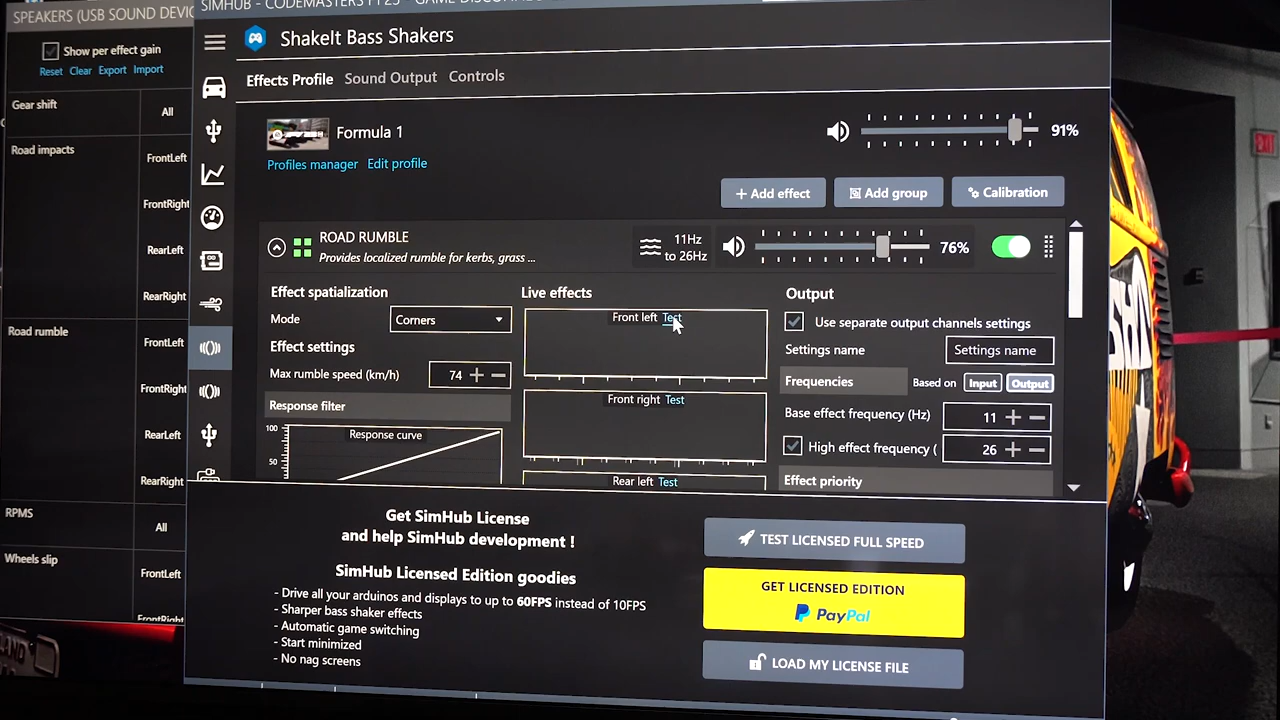 SPEAKERS (USB SOUND DEVIC
Show per effect gain
Reset Clear Export Import
Gear shift
All
Road impacts
FrontLeft
FrontRight
RearLeft
RearRight
Road rumble
FrontLeft
FrontRight
RearLeft
RearRight
RPMS
All
Wheels slip
FrontLeft
FrontRight
SIMHUB - CODEMASTERS F1 25 - GAME DISCON
ShakeIt Bass Shakers
Effects Profile Sound Output Controls
Formula 1
Profiles manager Edit profile
91%
+ Add effect
Add group
Calibration
ROAD RUMBLE
Provides localized rumble for kerbs, grass ...
11Hz
to 26Hz
76%
Effect spatialization
Mode
Corners
Effect settings
Max rumble speed (km/h)
74
Response filter
Response curve
100
50
Live effects
Front left Test
Front right Test
Rear left Test
Output
Use separate output channels settings
Settings name
Settings name
Frequencies
Based on Input Output
Base effect frequency (Hz)
11
High effect frequency (
26
Effect priority
Get SimHub License
and help SimHub development !
SimHub Licensed Edition goodies
- Drive all your arduinos and displays to up to 60FPS instead of 10FPS
- Sharper bass shaker effects
- Automatic game switching
- Start minimized
- No nag screens
TEST LICENSED FULL SPEED
GET LICENSED EDITION
PayPal
LOAD MY LICENSE FILE
EXIT